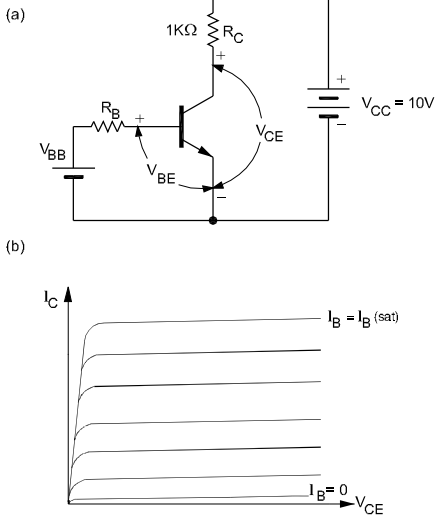 (a)
1KΩ R_C
+
R_B
+
V_BB
V_BE
V_CE
−
+
V_CC = 10V
−
(b)
I_C
I_B = I_B (sat)
I_B = 0
V_CE